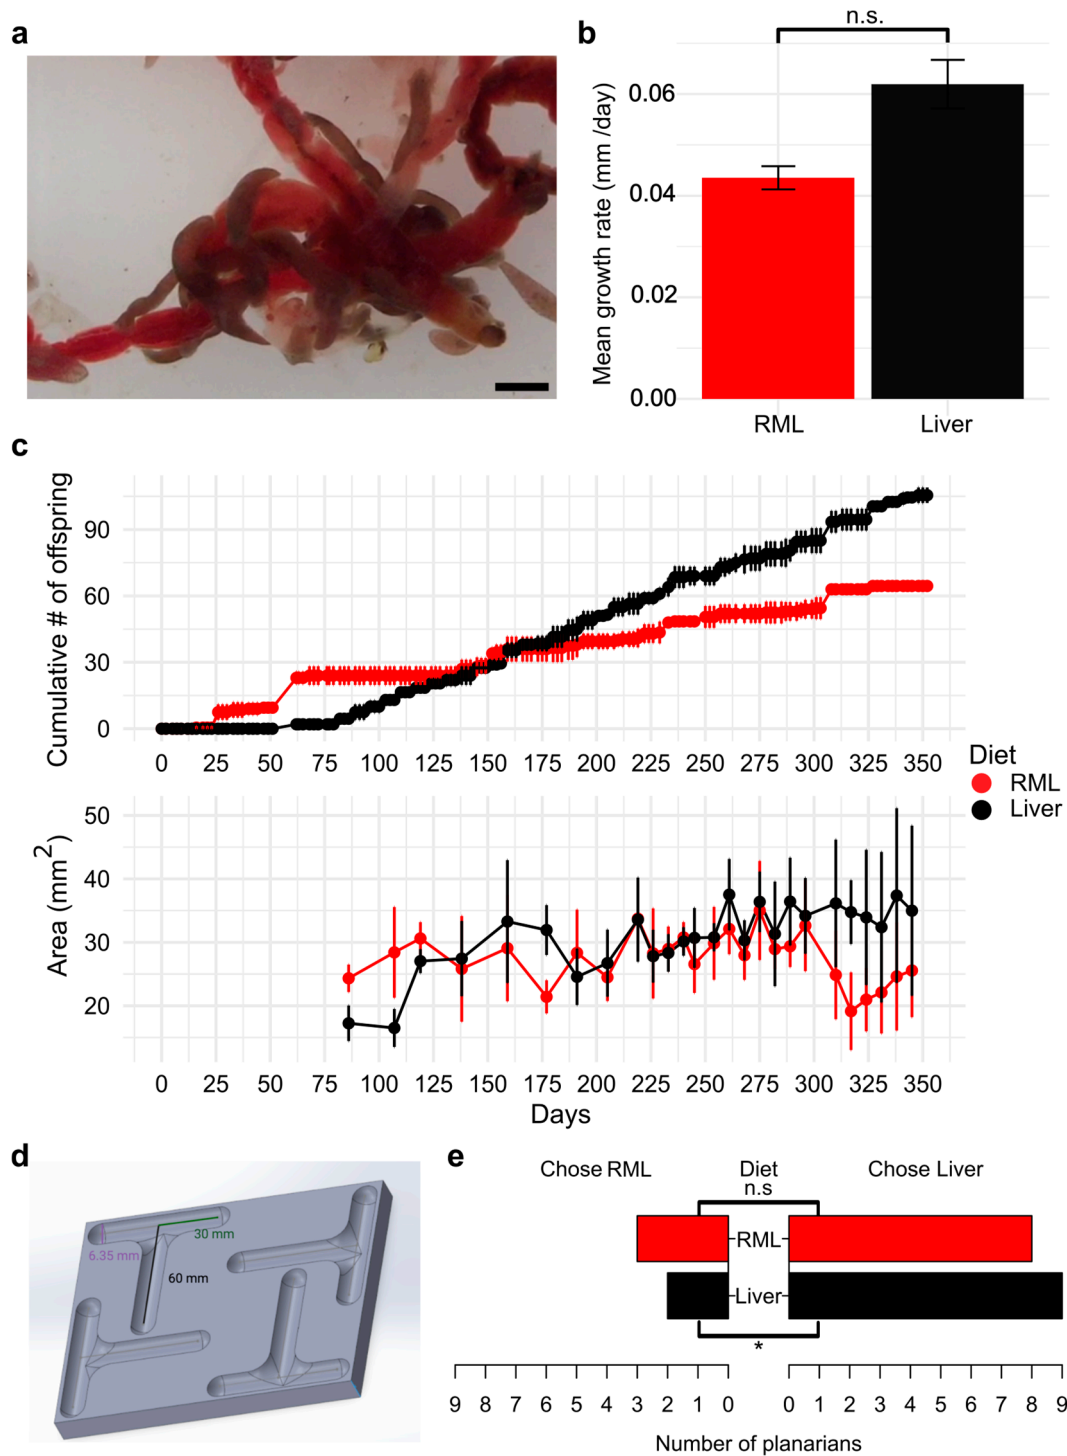 a
b
n.s.
Mean growth rate (mm /day)
0.06
0.04
0.02
0.00
RML Liver
c
Cumulative # of offspring
90
60
30
0
0 25 50 75 100 125 150 175 200 225 250 275 300 325 350
Diet
RML
Liver
Area (mm²)
50
40
30
20
0 25 50 75 100 125 150 175 200 225 250 275 300 325 350
Days
d
30 mm
6.35 mm
60 mm
e
Chose RML Diet Chose Liver
n.s
RML
Liver
*
9 8 7 6 5 4 3 2 1 0 0 1 2 3 4 5 6 7 8 9
Number of planarians